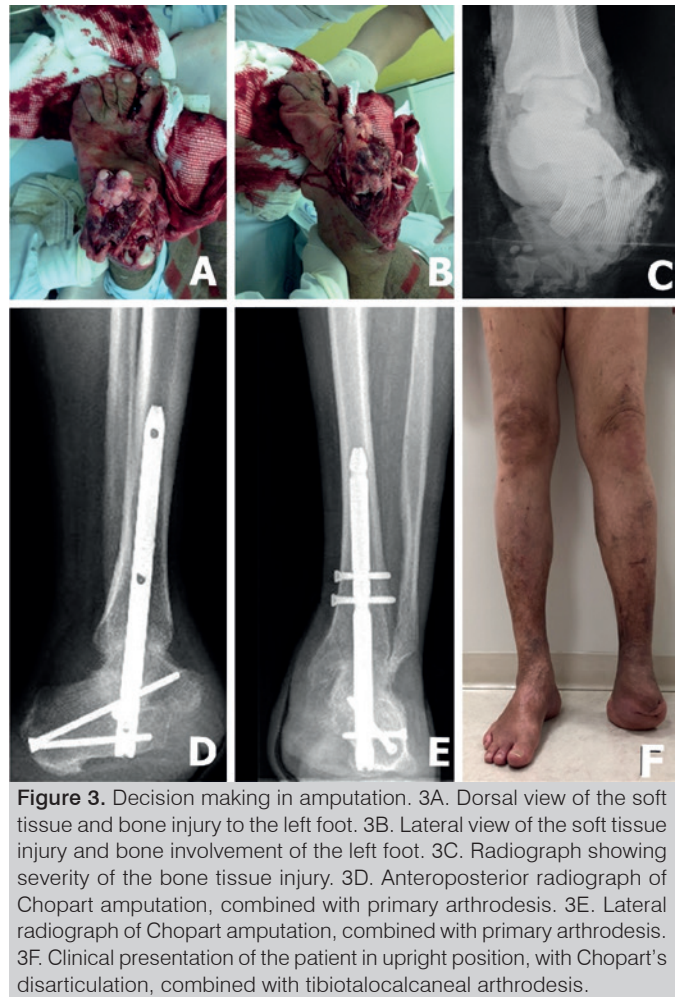 A
B
C
D
E
F
Figure 3. Decision making in amputation. 3A. Dorsal view of the soft
tissue and bone injury to the left foot. 3B. Lateral view of the soft tissue
injury and bone involvement of the left foot. 3C. Radiograph showing
severity of the bone tissue injury. 3D. Anteroposterior radiograph of
Chopart amputation, combined with primary arthrodesis. 3E. Lateral
radiograph of Chopart amputation, combined with primary arthrodesis.
3F. Clinical presentation of the patient in upright position, with Chopart's
disarticulation, combined with tibiotalocalcaneal arthrodesis.